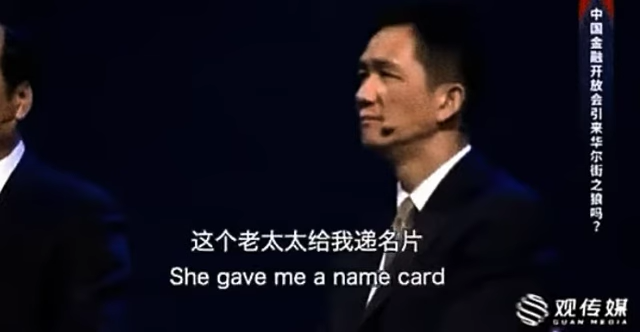 中国金融开放会引来华尔街之狼吗？
这个老太太给我递名片
She gave me a name card
观传媒
GUAN MEDIA